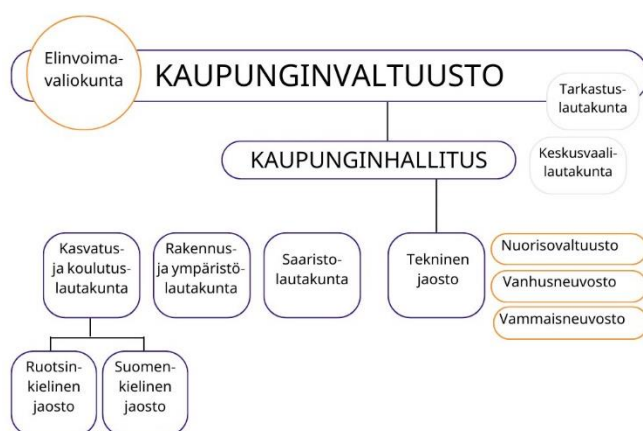 Elinvoima-
valiokunta
KAUPUNGINVALTUUSTO
Tarkastus-
lautakunta
KAUPUNGINHALLITUS
Keskusvaali-
lautakunta
Kasvatus-
ja koulutus-
lautakunta
Rakennus-
ja ympäristö-
lautakunta
Saaristo-
lautakunta
Tekninen
jaosto
Nuorisovaltuusto
Vanhusneuvosto
Vammaisneuvosto
Ruotsin-
kielinen
jaosto
Suomen-
kielinen
jaosto